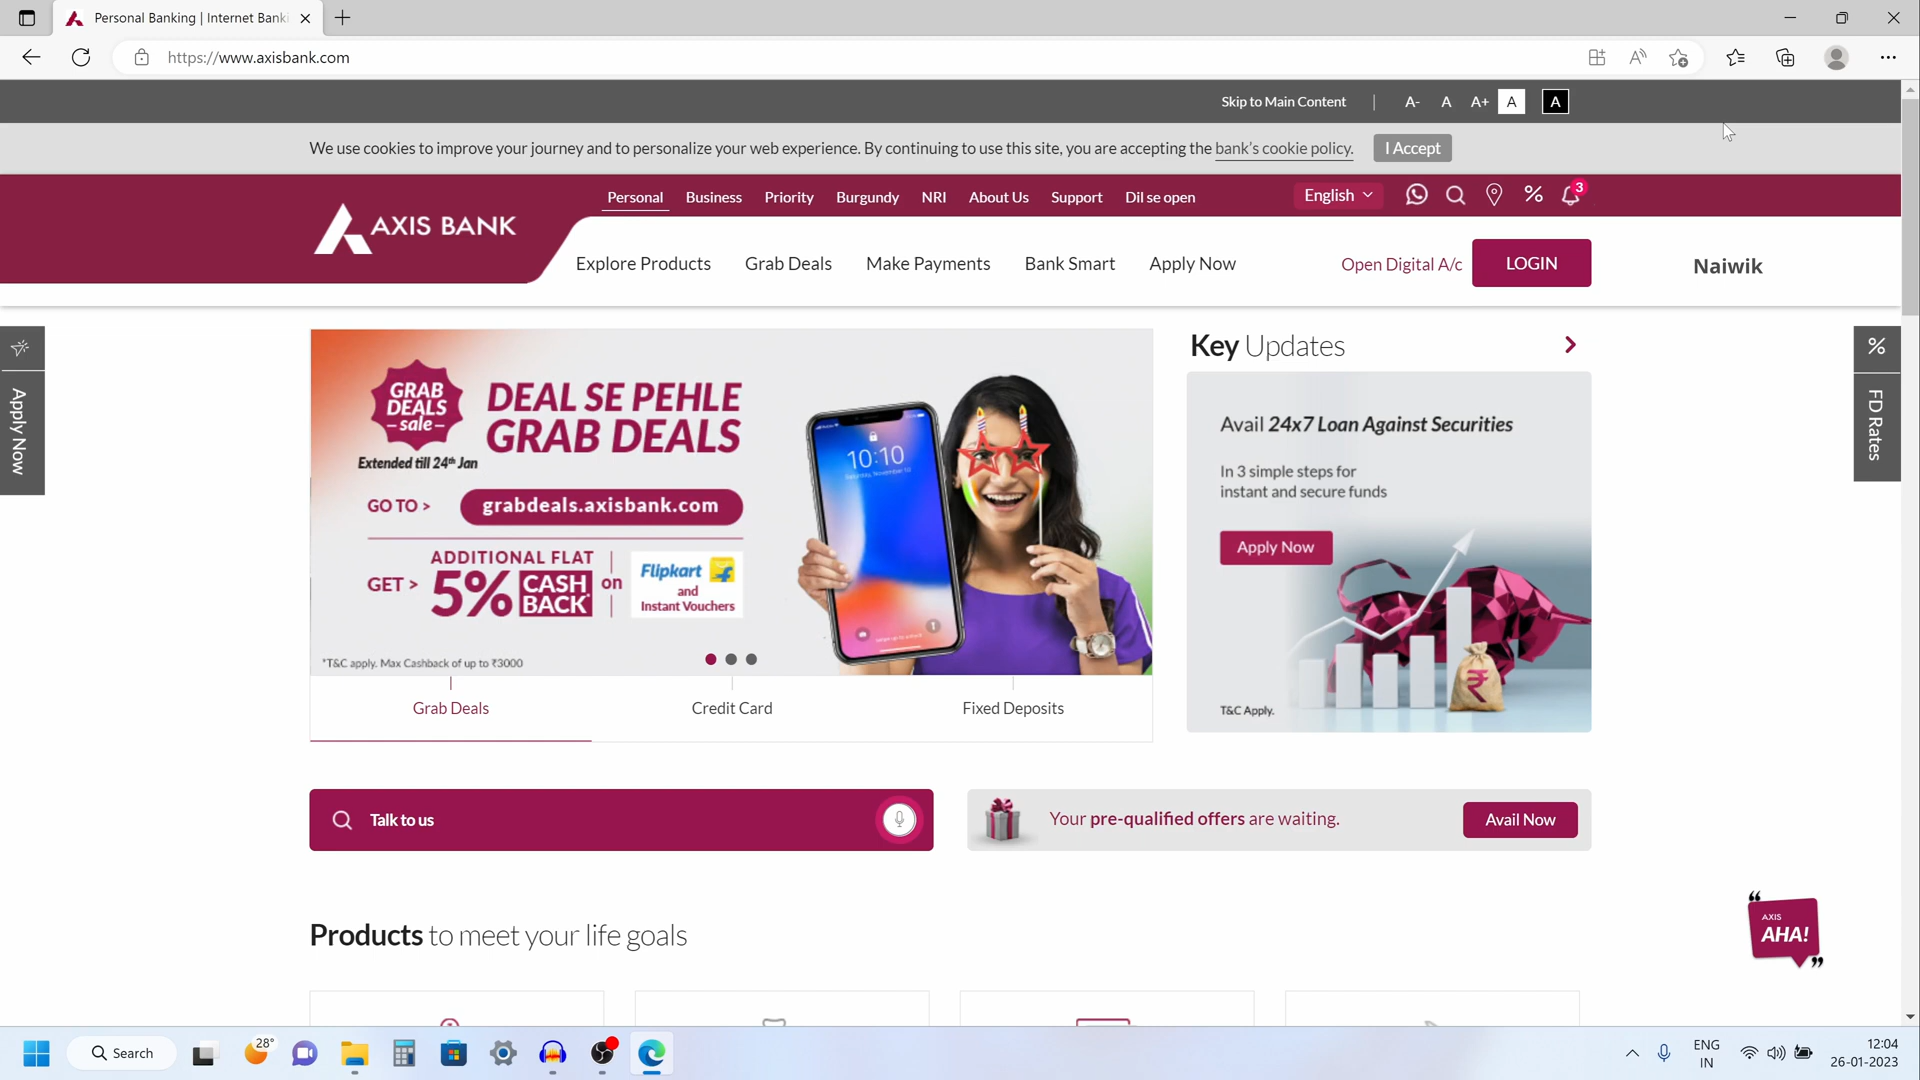 Personal Banking | Internet Banki
https://www.axisbank.com
Skip to Main Content | A- A A+ A A
We use cookies to improve your journey and to personalize your web experience. By continuing to use this site, you are accepting the bank's cookie policy. I Accept
Personal Business Priority Burgundy NRI About Us Support Dil se open English % 3
AXIS BANK
Explore Products Grab Deals Make Payments Bank Smart Apply Now Open Digital A/c LOGIN
Naiwik
Apply Now
%
FD Rates
GRAB
DEALS
–sale–
Extended till 24th Jan
DEAL SE PEHLE
GRAB DEALS
GO TO > grabdeals.axisbank.com
GET > ADDITIONAL FLAT
5% CASH
BACK* on
Flipkart
and
Instant Vouchers
*T&C apply. Max Cashback of up to ₹3000
10:10
Grab Deals Credit Card Fixed Deposits
Key Updates
Avail 24x7 Loan Against Securities
In 3 simple steps for
instant and secure funds
Apply Now
₹
T&C Apply.
Talk to us
Your pre-qualified offers are waiting. Avail Now
Products to meet your life goals
AXIS
AHA!
28°
Search
ENG
IN
12:04
26-01-2023